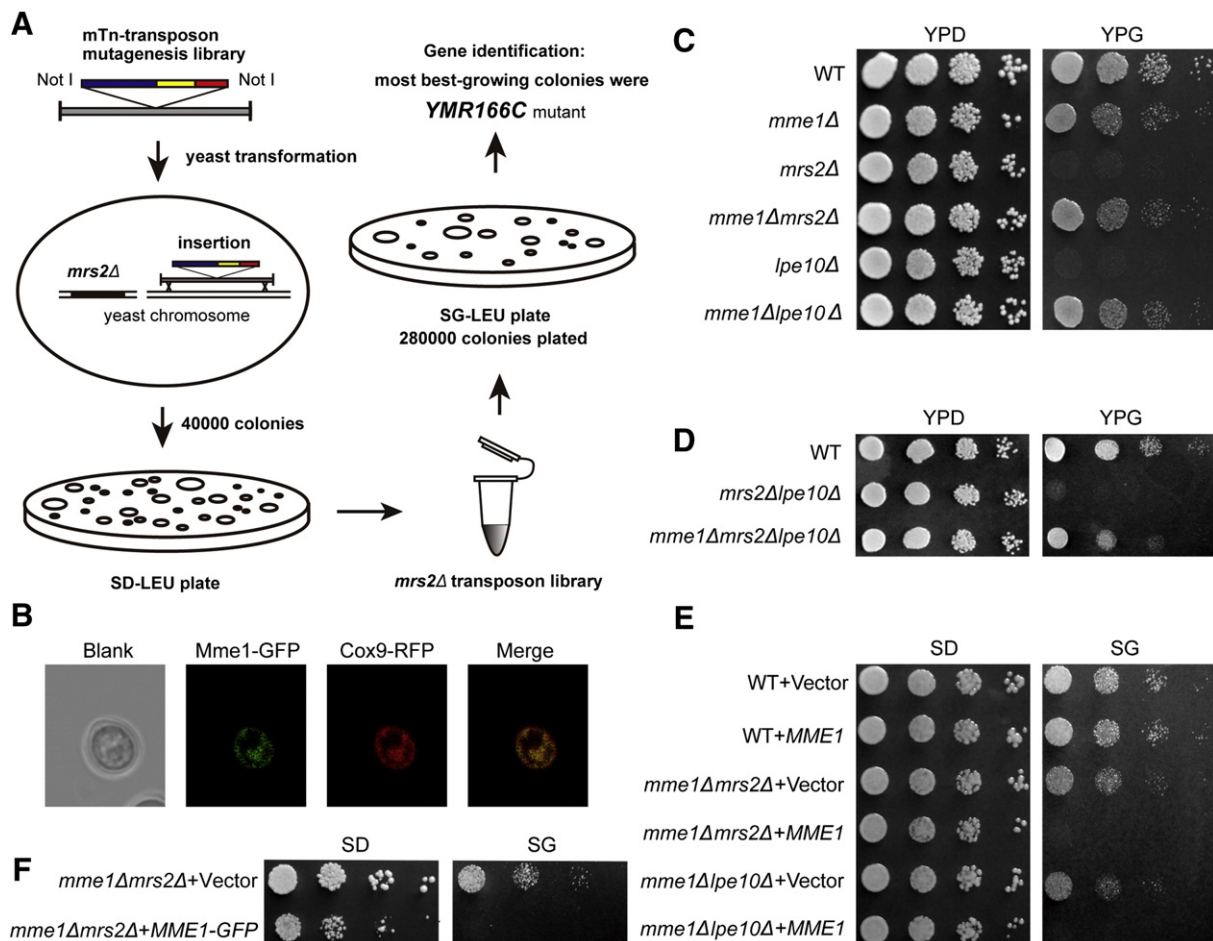 A
mTn-transposon
mutagenesis library
Not I
Not I
yeast transformation
insertion
mrs2Δ
yeast chromosome
40000 colonies
SD-LEU plate
mrs2Δ transposon library
SG-LEU plate
280000 colonies plated
Gene identification:
most best-growing colonies were
YMR166C mutant
B
Blank
Mme1-GFP
Cox9-RFP
Merge
C
YPD
YPG
WT
mme1Δ
mrs2Δ
mme1Δmrs2Δ
lpe10Δ
mme1Δlpe10Δ
D
YPD
YPG
WT
mrs2Δlpe10Δ
mme1Δmrs2Δlpe10Δ
E
SD
SG
WT+Vector
WT+MME1
mme1Δmrs2Δ+Vector
mme1Δmrs2Δ+MME1
mme1Δlpe10Δ+Vector
mme1Δlpe10Δ+MME1
F
SD
SG
mme1Δmrs2Δ+Vector
mme1Δmrs2Δ+MME1-GFP